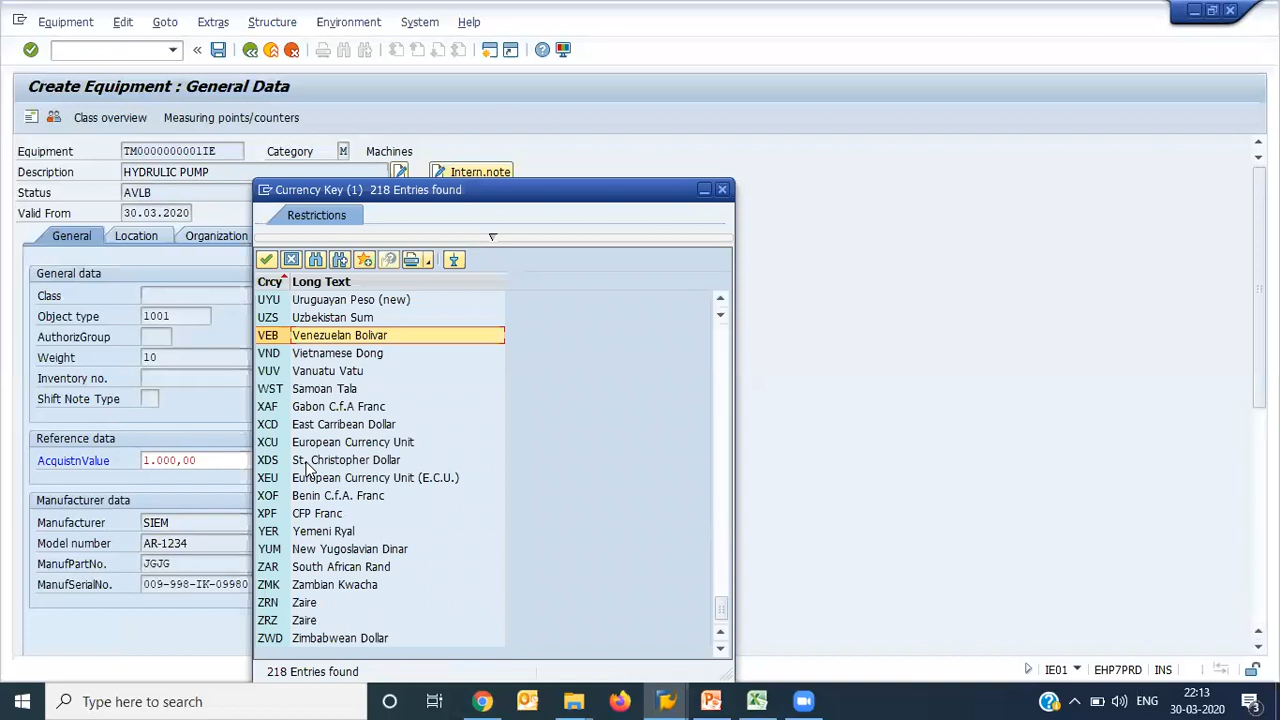 Equipment Edit Goto Extras Structure Environment System Help
Create Equipment : General Data
Class overview Measuring points/counters
Equipment TM0000000001IE Category M Machines
Description HYDRULIC PUMP Intern.note
Status AVLB
Valid From 30.03.2020
General Location Organization
General data
Class
Object type 1001
AuthorizGroup
Weight 10
Inventory no.
Shift Note Type
Reference data
AcquistnValue 1.000,00
Manufacturer data
Manufacturer SIEM
Model number AR-1234
ManufPartNo. JGJG
ManufSerialNo. 009-998-IK-09980
Currency Key (1) 218 Entries found
Restrictions
Crcy Long Text
UYU Uruguayan Peso (new)
UZS Uzbekistan Sum
VEB Venezuelan Bolivar
VND Vietnamese Dong
VUV Vanuatu Vatu
WST Samoan Tala
XAF Gabon C.f.A Franc
XCD East Carribean Dollar
XCU European Currency Unit
XDS St. Christopher Dollar
XEU European Currency Unit (E.C.U.)
XOF Benin C.f.A. Franc
XPF CFP Franc
YER Yemeni Ryal
YUM New Yugoslavian Dinar
ZAR South African Rand
ZMK Zambian Kwacha
ZRN Zaire
ZRZ Zaire
ZWD Zimbabwean Dollar
218 Entries found
IE01 EHP7PRD INS
Type here to search
ENG
22:13
30-03-2020
3